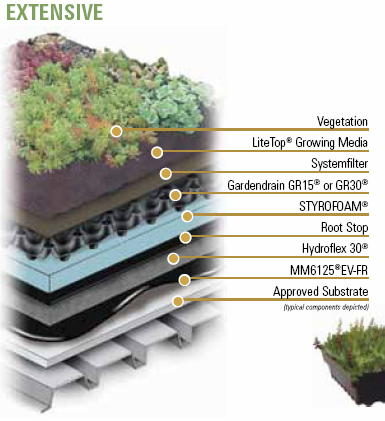 EXTENSIVE
Vegetation
LiteTop® Growing Media
Systemfilter
Gardendrain GR15® or GR30®
STYROFOAM®
Root Stop
Hydroflex 30®
MM6125®EV-FR
Approved Substrate
(typical components depicted)